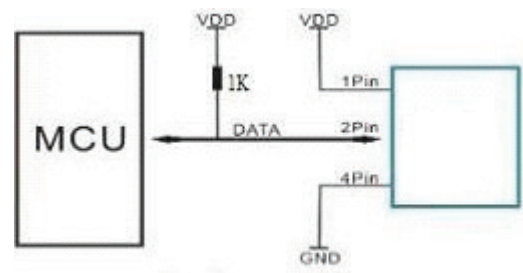 VDD VDD
1K
1Pin
MCU
DATA
2Pin
4Pin
GND